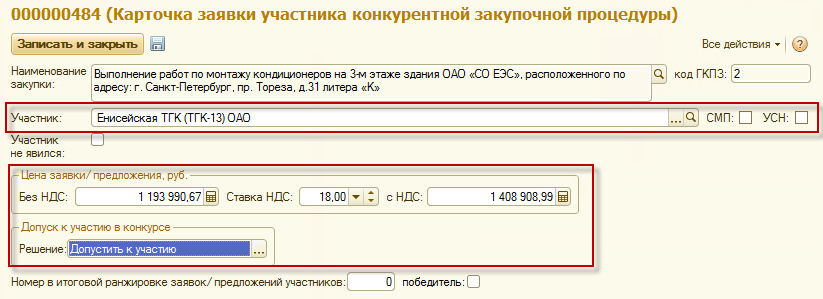 000000484 (Карточка заявки участника конкурентной закупочной процедуры)
Записать и закрыть Все действия
Наименование закупки: Выполнение работ по монтажу кондиционеров на 3-м этаже здания ОАО «СО ЕЭС», расположенного по адресу: г. Санкт-Петербург, пр. Тореза, д.31 литера «К» код ГКПЗ: 2
Участник: Енисейская ТГК (ТГК-13) ОАО ... СМП: УСН:
Участник не явился:
Цена заявки/ предложения, руб.
Без НДС: 1 193 990,67 Ставка НДС: 18,00 с НДС: 1 408 908,99
Допуск к участию в конкурсе
Решение: Допустить к участию ...
Номер в итоговой ранжировке заявок/ предложений участников: 0 победитель: